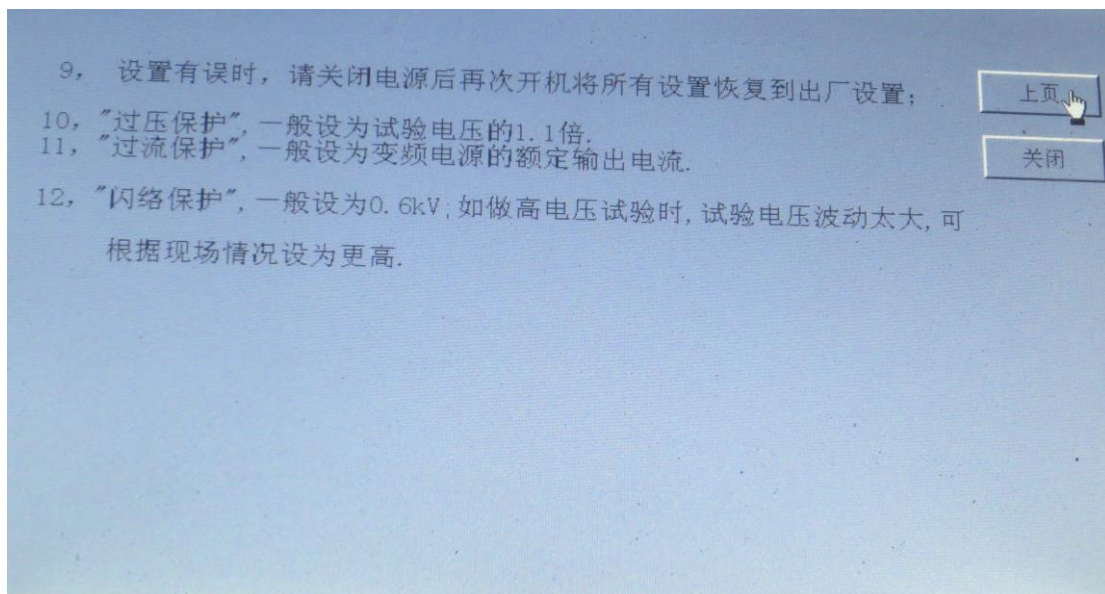 9， 设置有误时，请关闭电源后再次开机将所有设置恢复到出厂设置；
上页
10，"过压保护",一般设为试验电压的1.1倍.
11，"过流保护",一般设为变频电源的额定输出电流.
关闭
12，"闪络保护",一般设为0.6kV;如做高电压试验时,试验电压波动太大,可
根据现场情况设为更高.